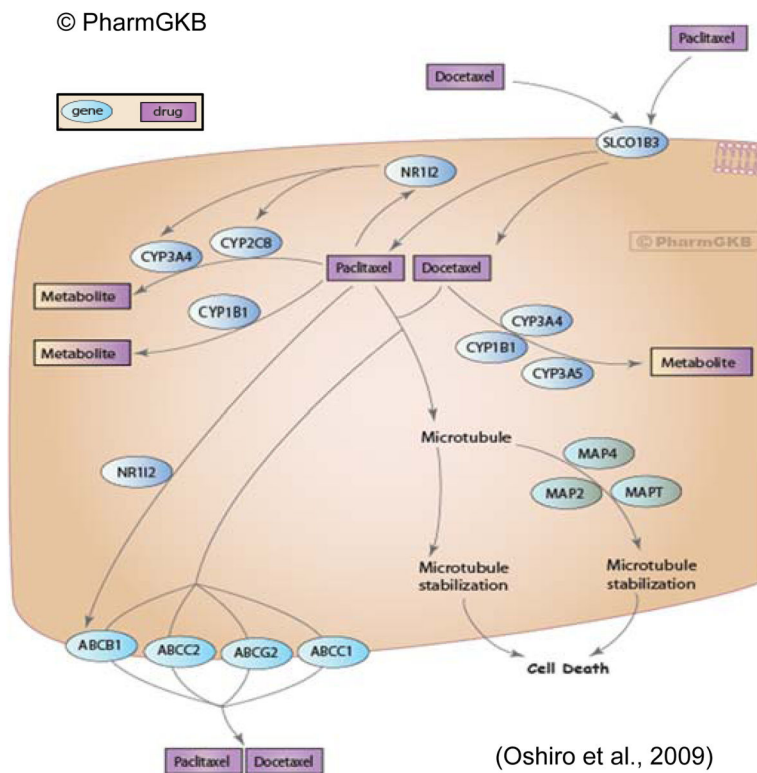 © PharmGKB
gene
drug
Docetaxel
Paclitaxel
SLCO1B3
NR1I2
© PharmGKB
CYP2C8
CYP3A4
Paclitaxel
Docetaxel
Metabolite
CYP1B1
CYP3A4
CYP1B1
Metabolite
CYP3A5
Metabolite
Microtubule
MAP4
NR1I2
MAP2
MAPT
Microtubule
stabilization
Microtubule
stabilization
ABCB1
ABCC2
ABCG2
ABCC1
Cell Death
Paclitaxel
Docetaxel
(Oshiro et al., 2009)